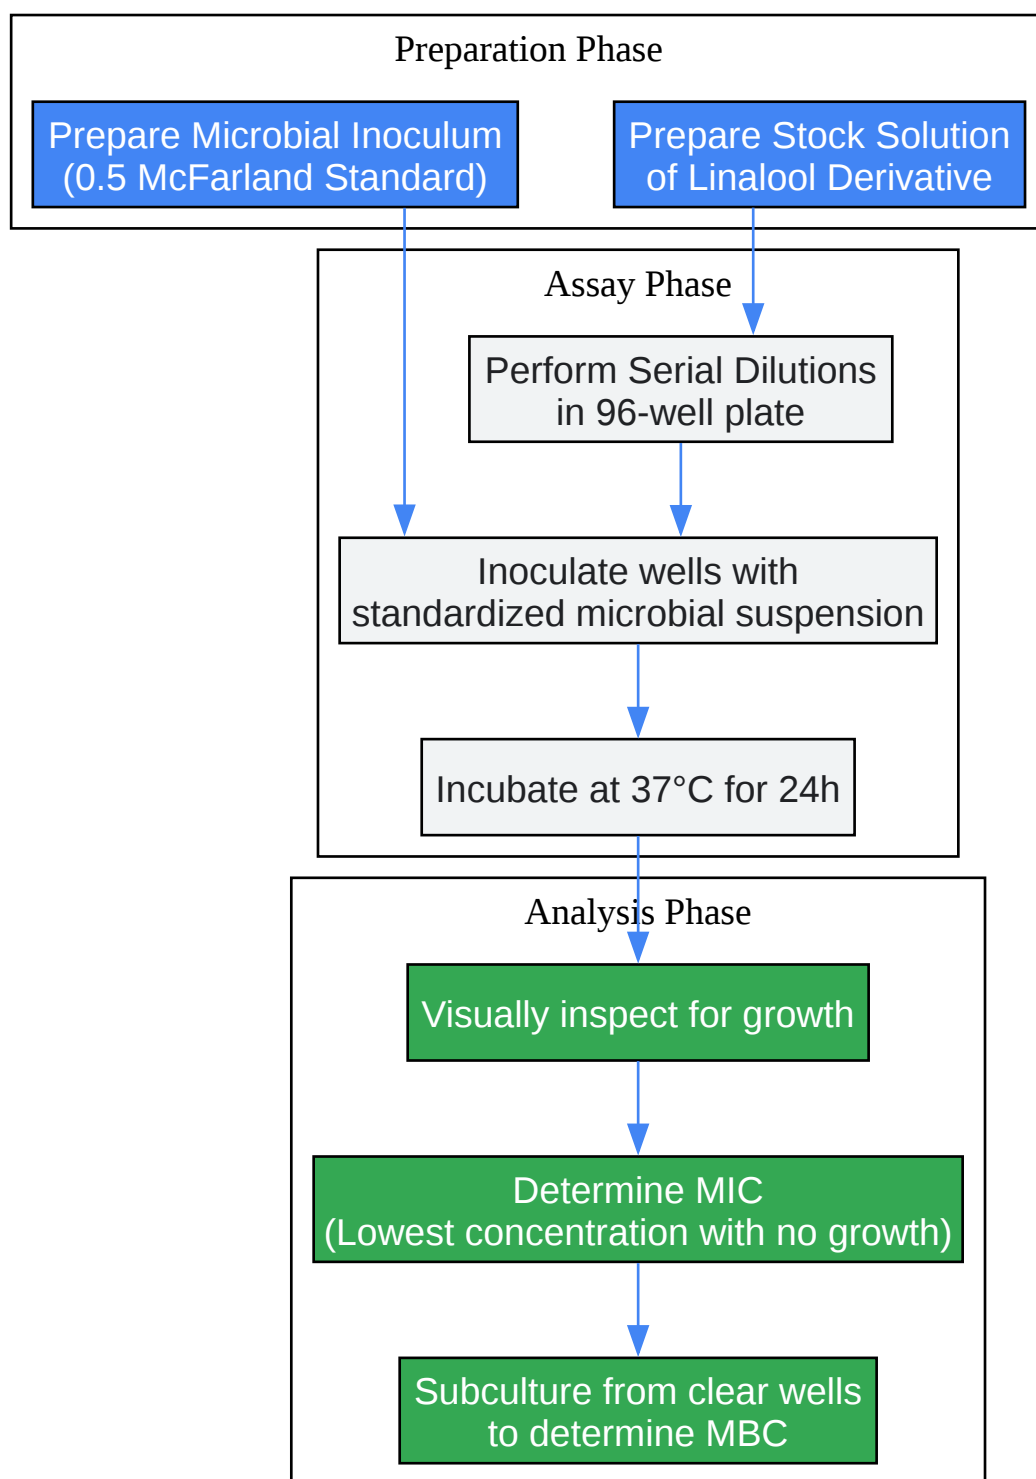 Preparation Phase
Prepare Microbial Inoculum
(0.5 McFarland Standard)
Prepare Stock Solution
of Linalool Derivative
Assay Phase
Perform Serial Dilutions
in 96-well plate
Inoculate wells with
standardized microbial suspension
Incubate at 37°C for 24h
Analysis Phase
Visually inspect for growth
Determine MIC
(Lowest concentration with no growth)
Subculture from clear wells
to determine MBC